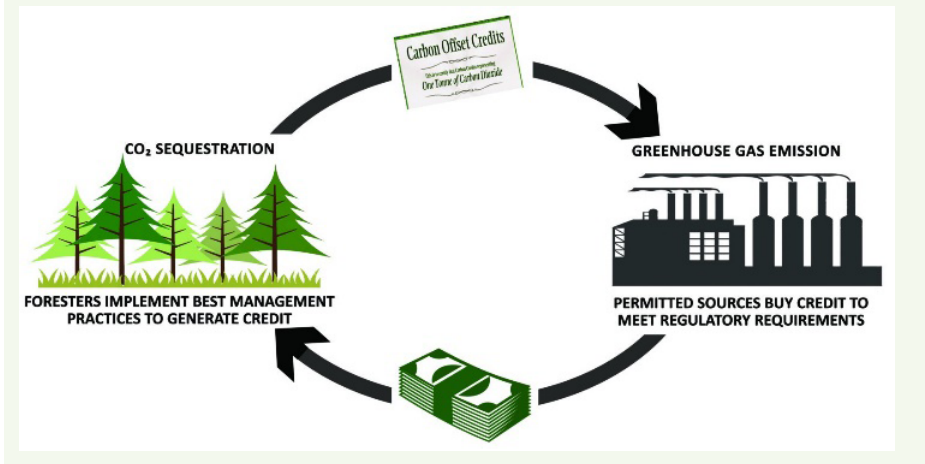 Carbon Offset Credits
One Tonne of Carbon Dioxide
CO₂ SEQUESTRATION
GREENHOUSE GAS EMISSION
FORESTERS IMPLEMENT BEST MANAGEMENT
PRACTICES TO GENERATE CREDIT
PERMITTED SOURCES BUY CREDIT TO
MEET REGULATORY REQUIREMENTS